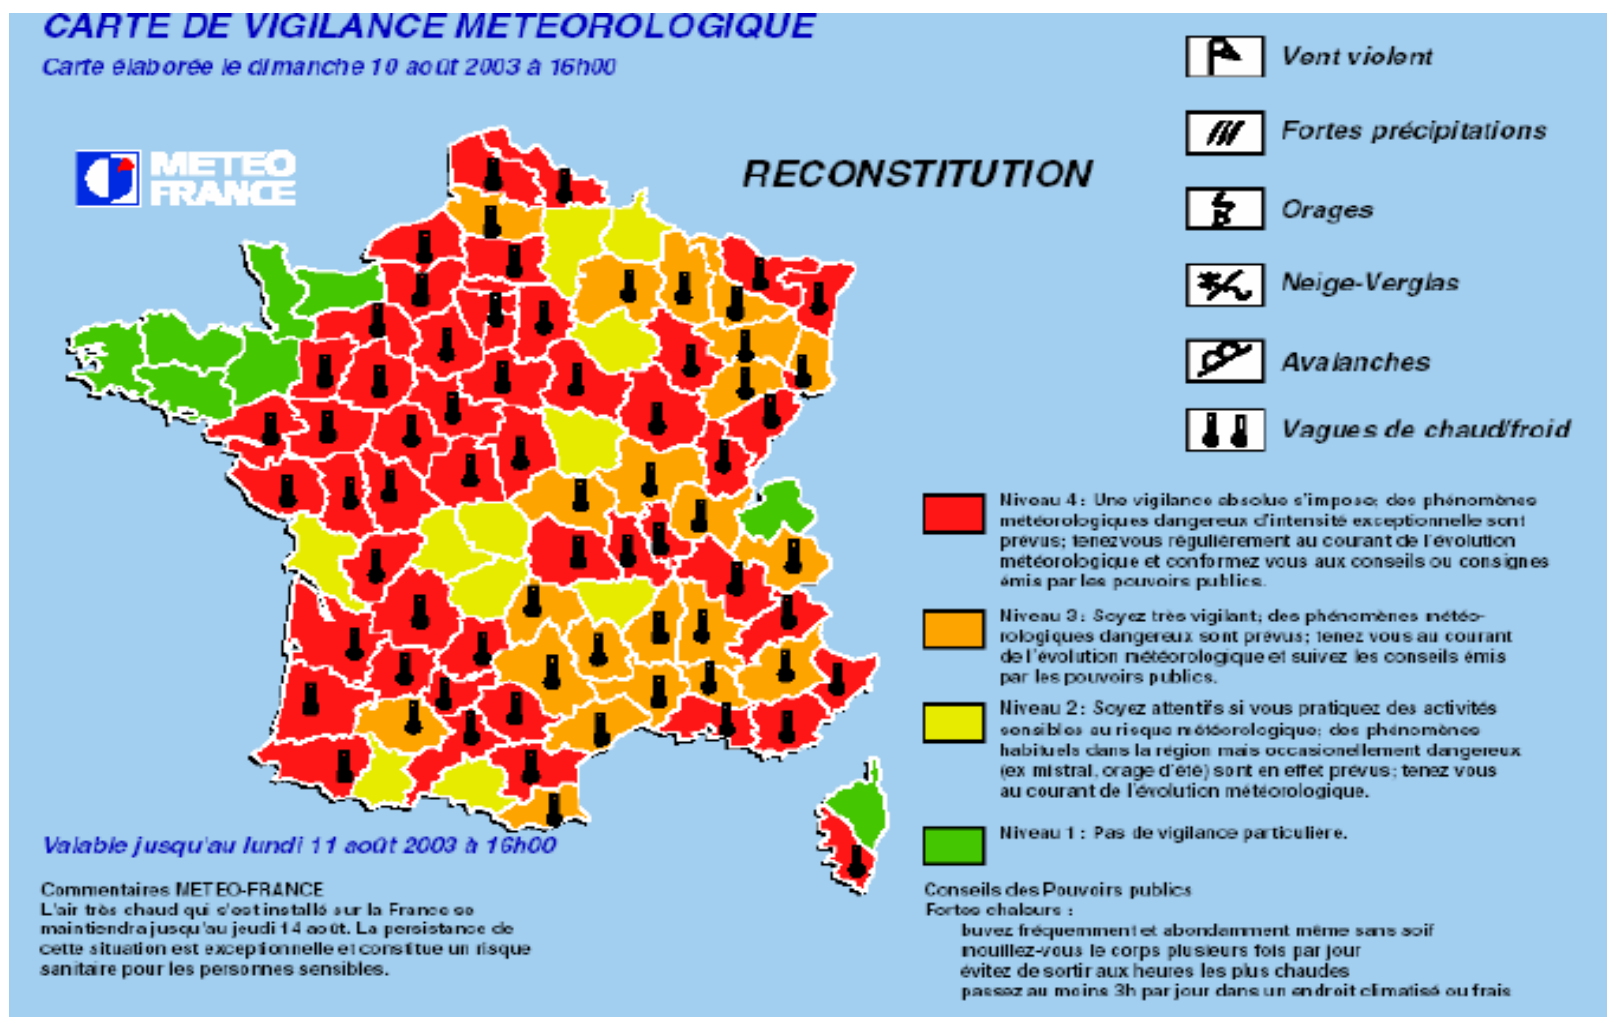 CARTE DE VIGILANCE METEOROLOGIQUE
Carte élaborée le dimanche 10 août 2003 à 16h00
METEO
FRANCE
RECONSTITUTION
Vent violent
Fortes précipitations
Orages
Neige-Verglas
Avalanches
Vagues de chaud/froid
Niveau 4 : Une vigilance absolue s'impose; des phénomènes
météorologiques dangereux d'intensité exceptionnelle sont
prévus; tenezvous régulièrement au courant de l'évolution
météorologique et conformez vous aux conseils ou consignes
émis par les pouvoirs publics.
Niveau 3 : Soyez très vigilant; des phénomènes météo-
rologiques dangereux sont prévus; tenez vous au courant
de l'évolution météorologique et suivez les conseils émis
par les pouvoirs publics.
Niveau 2 : Soyez attentifs si vous pratiquez des activités
sensibles au risque météorologique; des phénomènes
habituels dans la région mais occasionellement dangereux
(ex mistral, orage d'été) sont en effet prévus; tenez vous
au courant de l'évolution météorologique.
Niveau 1 : Pas de vigilance particulière.
Valable jusqu'au lundi 11 août 2003 à 16h00
Commentaires METEO-FRANCE
L'air très chaud qui s'est installé sur la France se
maintiendra jusqu'au jeudi 14 août. La persistance de
cette situation est exceptionnelle et constitue un risque
sanitaire pour les personnes sensibles.
Conseils des Pouvoirs publics
Fortes chaleurs :
buvez fréquemment et abondamment même sans soif
mouillez-vous le corps plusieurs fois par jour
évitez de sortir aux heures les plus chaudes
passez au moins 3h par jour dans un endroit climatisé ou frais